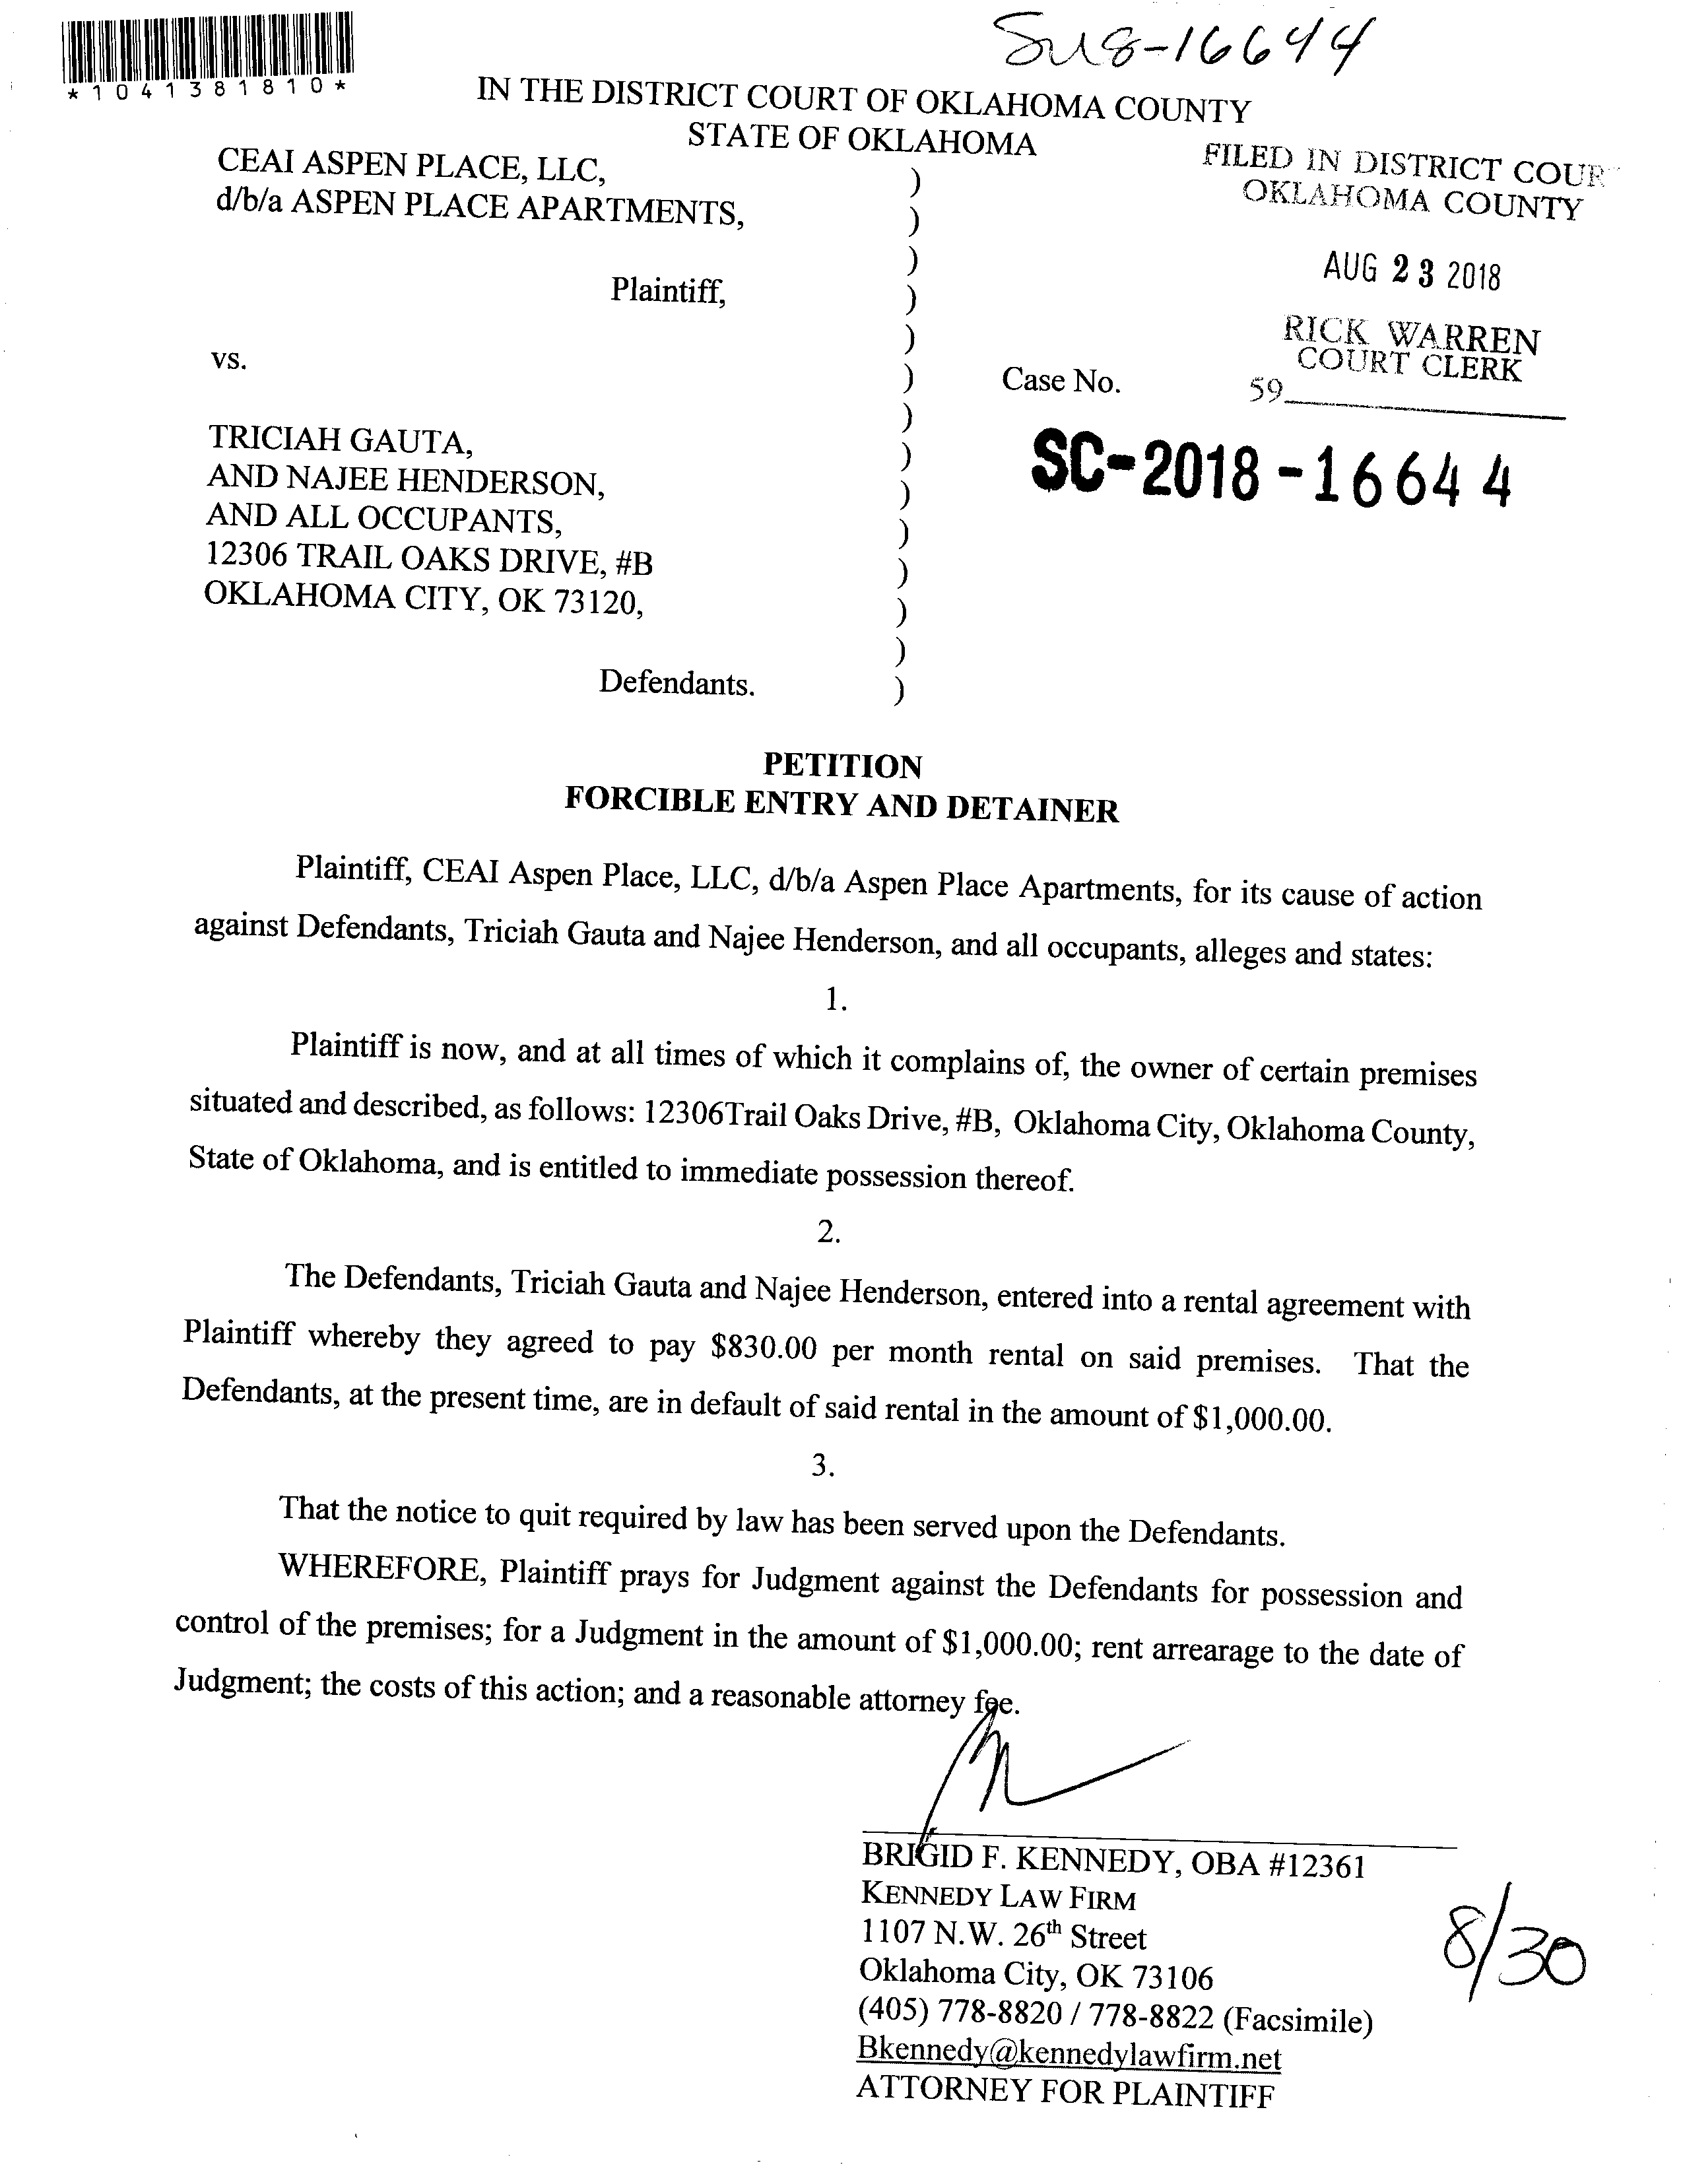 *1041381810*
IN THE DISTRICT COURT OF OKLAHOMA COUNTY
STATE OF OKLAHOMA
CEAI ASPEN PLACE, LLC,
d/b/a ASPEN PLACE APARTMENTS,
Plaintiff,
vs.
TRICIAH GAUTA,
AND NAJEE HENDERSON,
AND ALL OCCUPANTS,
12306 TRAIL OAKS DRIVE, #B
OKLAHOMA CITY, OK 73120,
Defendants.
)
)
)
)
)
)
)
)
)
)
)
)
)
)
FILED IN DISTRICT COUR
OKLAHOMA COUNTY
AUG 23 2018
RICK WARREN
COURT CLERK
59
Case No.
SC-2018-16644
PETITION
FORCIBLE ENTRY AND DETAINER
Plaintiff, CEAI Aspen Place, LLC, d/b/a Aspen Place Apartments, for its cause of action
against Defendants, Triciah Gauta and Najee Henderson, and all occupants, alleges and states:
1.
Plaintiff is now, and at all times of which it complains of, the owner of certain premises
situated and described, as follows: 12306Trail Oaks Drive, #B, Oklahoma City, Oklahoma County,
State of Oklahoma, and is entitled to immediate possession thereof.
2.
The Defendants, Triciah Gauta and Najee Henderson, entered into a rental agreement with
Plaintiff whereby they agreed to pay $830.00 per month rental on said premises. That the
Defendants, at the present time, are in default of said rental in the amount of $1,000.00.
3.
That the notice to quit required by law has been served upon the Defendants.
WHEREFORE, Plaintiff prays for Judgment against the Defendants for possession and
control of the premises; for a Judgment in the amount of $1,000.00; rent arrearage to the date of
Judgment; the costs of this action; and a reasonable attorney fee.
BRIGID F. KENNEDY, OBA #12361
KENNEDY LAW FIRM
1107 N.W. 26th Street
Oklahoma City, OK 73106
(405) 778-8820 / 778-8822 (Facsimile)
Bkennedy@kennedylawfirm.net
ATTORNEY FOR PLAINTIFF
8/30